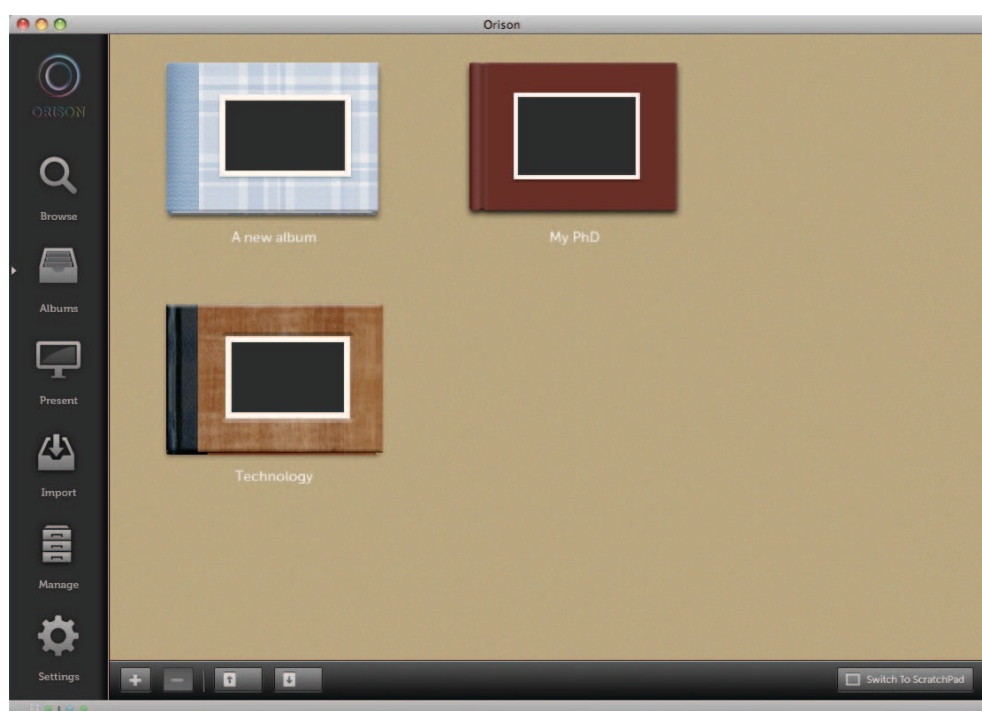 Orison
ORISON
Browse
Albums
Present
Import
Manage
Settings
A new album
My PhD
Technology
Switch To ScratchPad